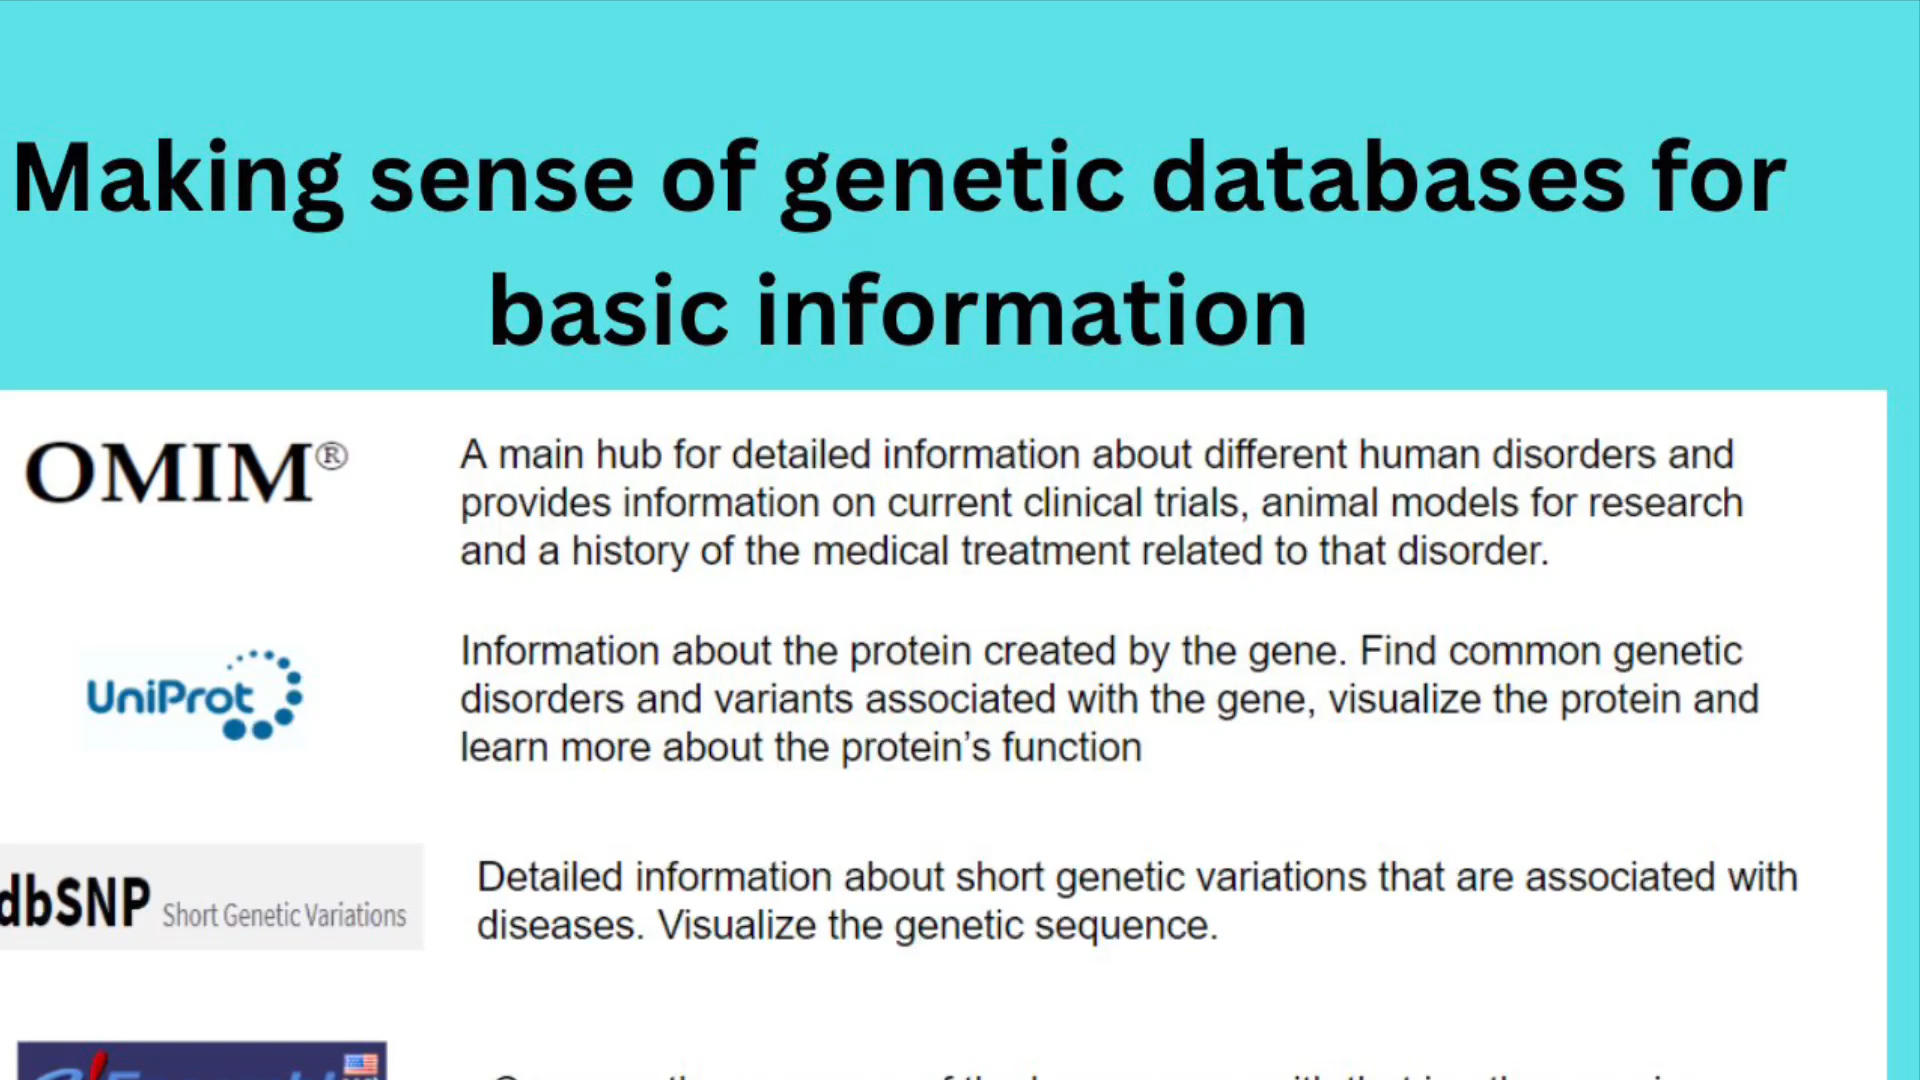 Making sense of genetic databases for
basic information
OMIM®
A main hub for detailed information about different human disorders and
provides information on current clinical trials, animal models for research
and a history of the medical treatment related to that disorder.
UniProt
Information about the protein created by the gene. Find common genetic
disorders and variants associated with the gene, visualize the protein and
learn more about the protein's function
dbSNP Short Genetic Variations
Detailed information about short genetic variations that are associated with
diseases. Visualize the genetic sequence.